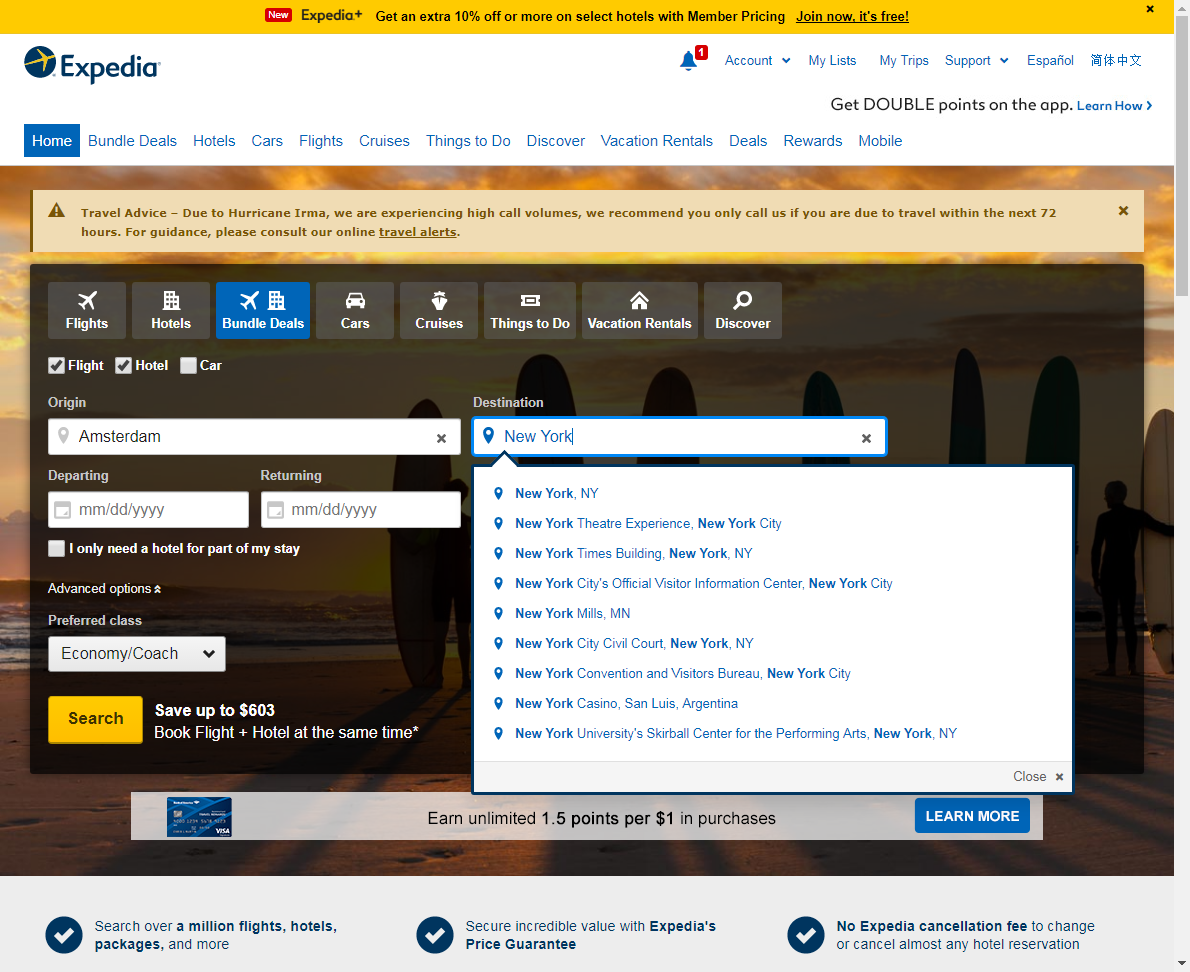 New Expedia+ Get an extra 10% off or more on select hotels with Member Pricing Join now, it's free!
Expedia
1 Account My Lists My Trips Support Español 简体中文
Get DOUBLE points on the app. Learn How
Home Bundle Deals Hotels Cars Flights Cruises Things to Do Discover Vacation Rentals Deals Rewards Mobile
Travel Advice – Due to Hurricane Irma, we are experiencing high call volumes, we recommend you only call us if you are due to travel within the next 72
hours. For guidance, please consult our online travel alerts.
Flights Hotels Bundle Deals Cars Cruises Things to Do Vacation Rentals Discover
Flight Hotel Car
Origin Destination
Amsterdam New York
Departing Returning
mm/dd/yyyy mm/dd/yyyy
I only need a hotel for part of my stay
Advanced options
Preferred class
Economy/Coach
Search
Save up to $603
Book Flight + Hotel at the same time*
New York, NY
New York Theatre Experience, New York City
New York Times Building, New York, NY
New York City's Official Visitor Information Center, New York City
New York Mills, MN
New York City Civil Court, New York, NY
New York Convention and Visitors Bureau, New York City
New York Casino, San Luis, Argentina
New York University's Skirball Center for the Performing Arts, New York, NY
Close
VISA
Earn unlimited 1.5 points per $1 in purchases LEARN MORE
Search over a million flights, hotels,
packages, and more
Secure incredible value with Expedia's
Price Guarantee
No Expedia cancellation fee to change
or cancel almost any hotel reservation